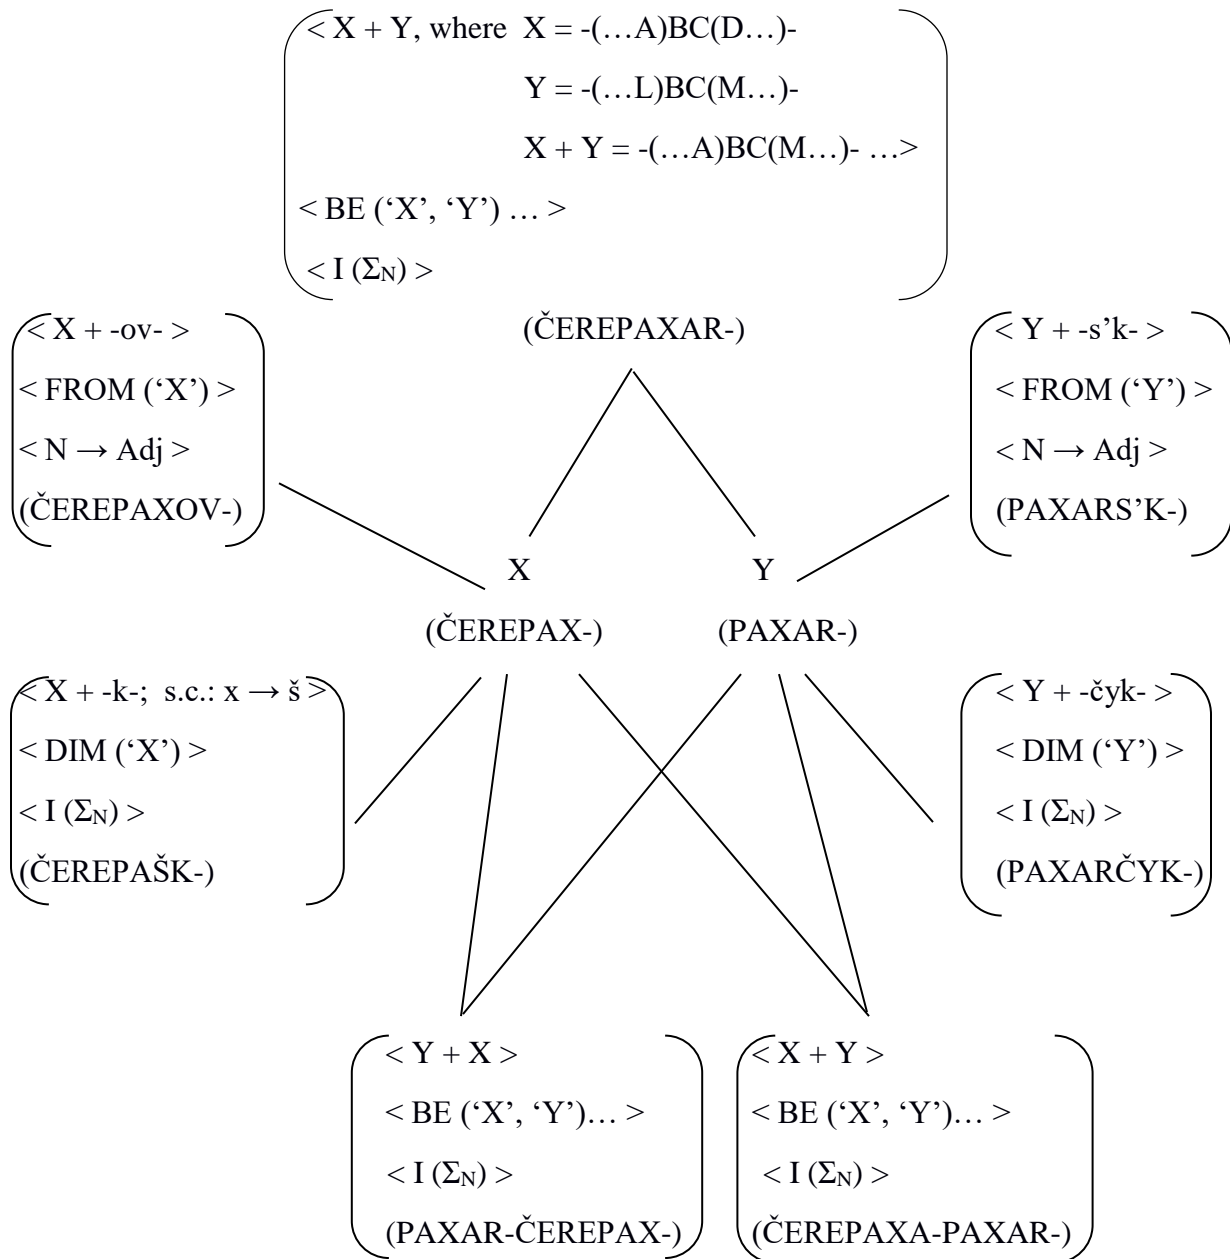 < X + Y, where X = -(…A)BC(D…)-
Y = -(…L)BC(M…)-
X + Y = -(…A)BC(M…)- …>
< BE (‘X’, ‘Y’) … >
< I (Σ_N) >
(ČEREPAXAR-)
< X + -ov- >
< FROM (‘X’) >
< N → Adj >
(ČEREPAXOV-)
< Y + -s’k- >
< FROM (‘Y’) >
< N → Adj >
(PAXARS’K-)
X
(ČEREPAX-)
Y
(PAXAR-)
< X + -k-; s.c.: x → š >
< DIM (‘X’) >
< I (Σ_N) >
(ČEREPAŠK-)
< Y + -čyk- >
< DIM (‘Y’) >
< I (Σ_N) >
(PAXARČYK-)
< Y + X >
< BE (‘X’, ‘Y’)… >
< I (Σ_N) >
(PAXAR-ČEREPAX-)
< X + Y >
< BE (‘X’, ‘Y’)… >
< I (Σ_N) >
(ČEREPAXA-PAXAR-)